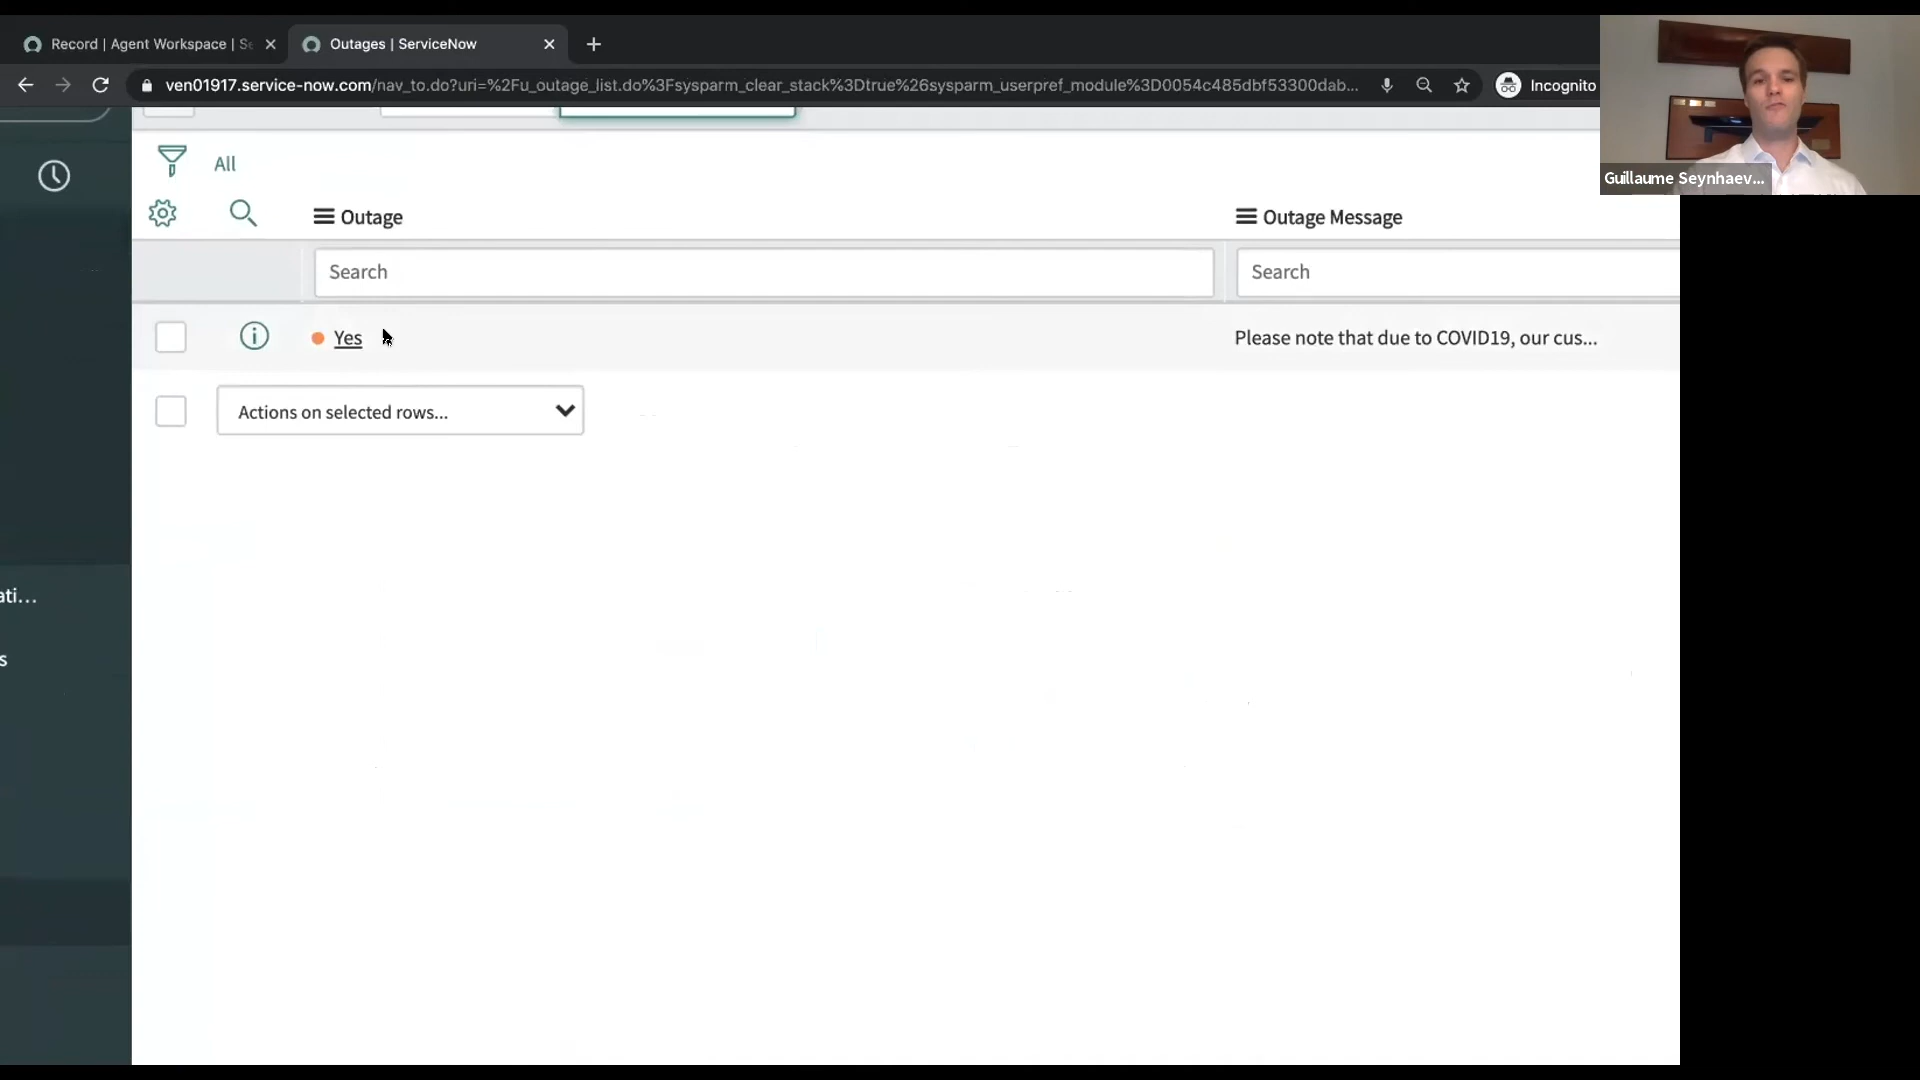 Record | Agent Workspace | Se
Outages | ServiceNow
ven01917.service-now.com/nav_to.do?uri=%2Fu_outage_list.do%3Fsysparm_clear_stack%3Dtrue%26sysparm_userpref_module%3D0054c485dbf53300dab...
Incognito
Guillaume Seynhaev...
All
Outage
Outage Message
Search
Search
Yes
Please note that due to COVID19, our cus...
Actions on selected rows...
ati...
s